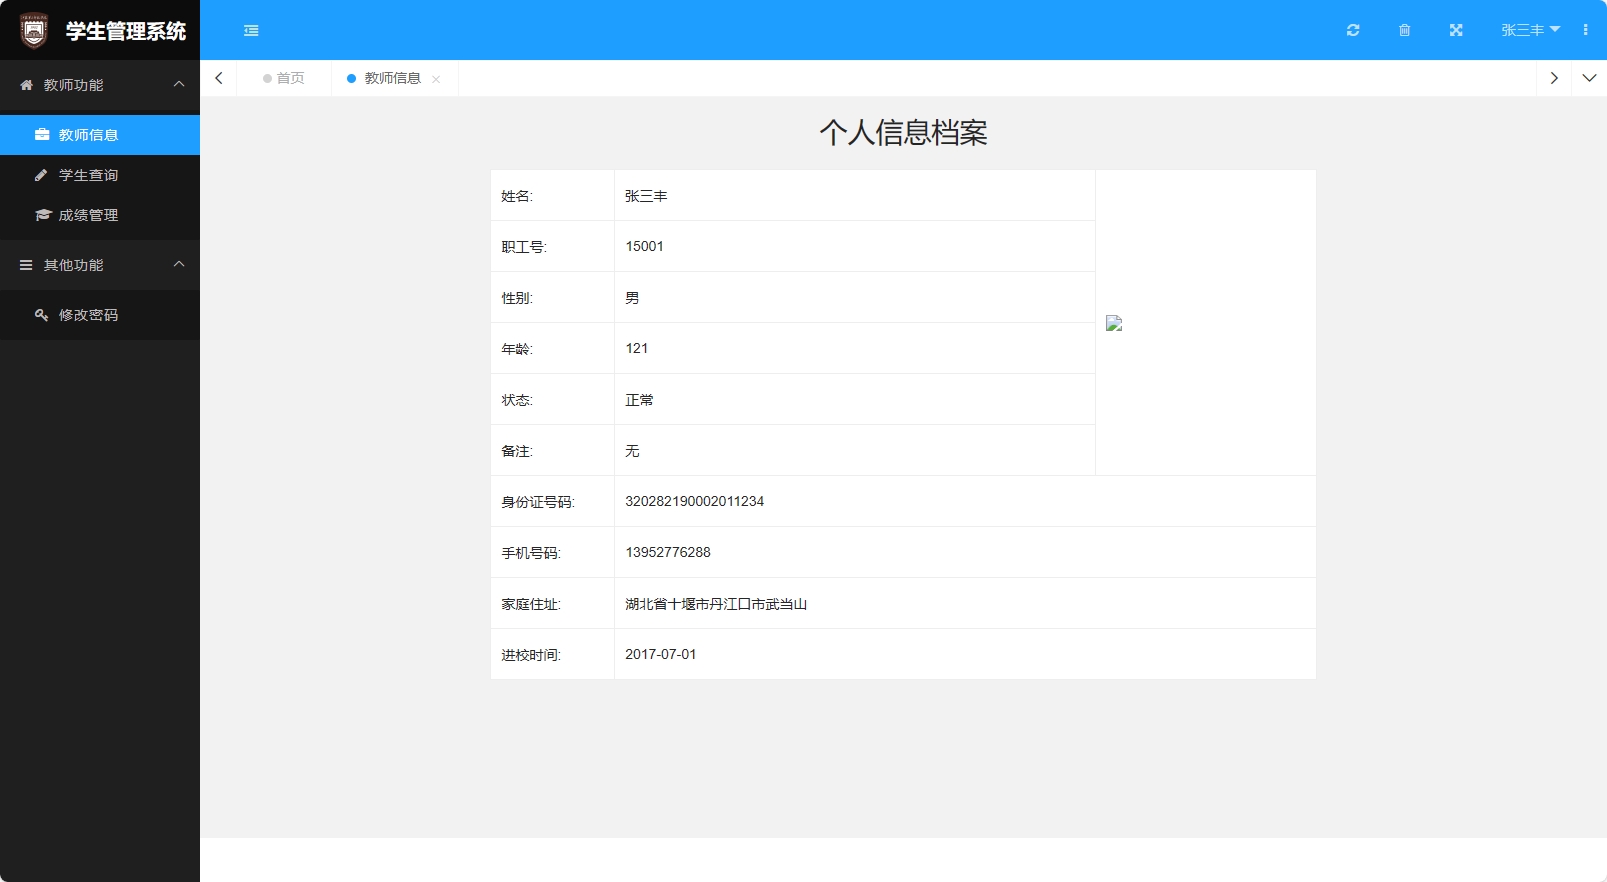 学生管理系统
张三丰
教师功能
首页
教师信息
教师信息
学生查询
成绩管理
其他功能
修改密码
个人信息档案
姓名: 张三丰
职工号: 15001
性别: 男
年龄: 121
状态: 正常
备注: 无
身份证号码: 320282190002011234
手机号码: 13952776288
家庭住址: 湖北省十堰市丹江口市武当山
进校时间: 2017-07-01